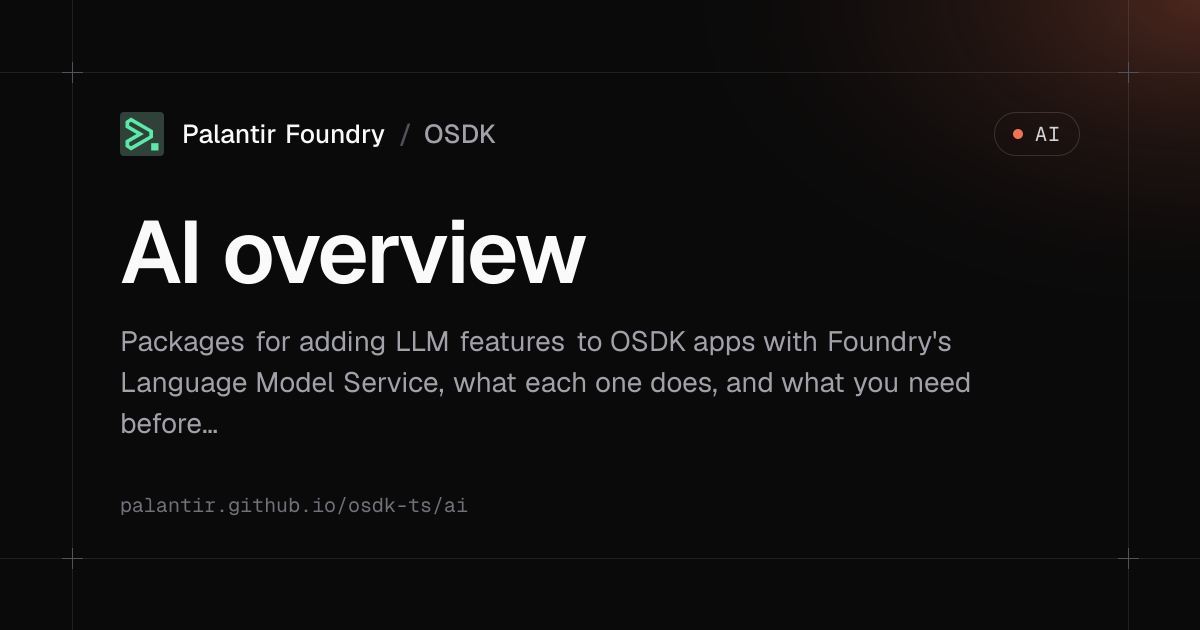 Palantir Foundry / OSDK
AI
AI overview
Packages for adding LLM features to OSDK apps with Foundry's
Language Model Service, what each one does, and what you need
before…
palantir.github.io/osdk-ts/ai